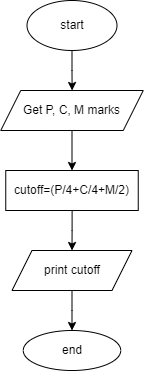 start
Get P, C, M marks
cutoff=(P/4+C/4+M/2)
print cutoff
end